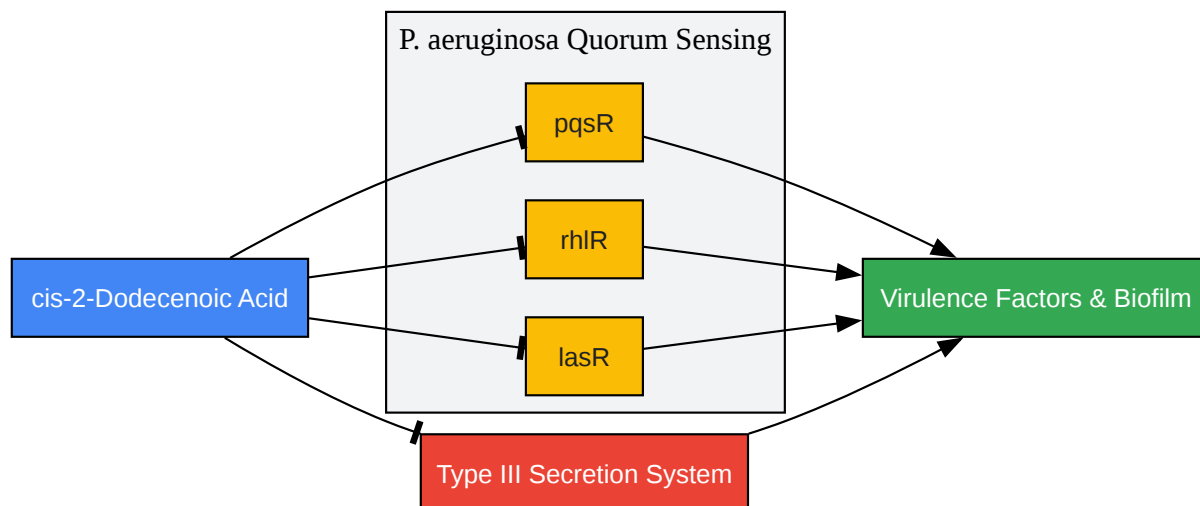 P. aeruginosa Quorum Sensing
pqsR
rhlR
cis-2-Dodecenoic Acid
Virulence Factors & Biofilm
lasR
Type III Secretion System